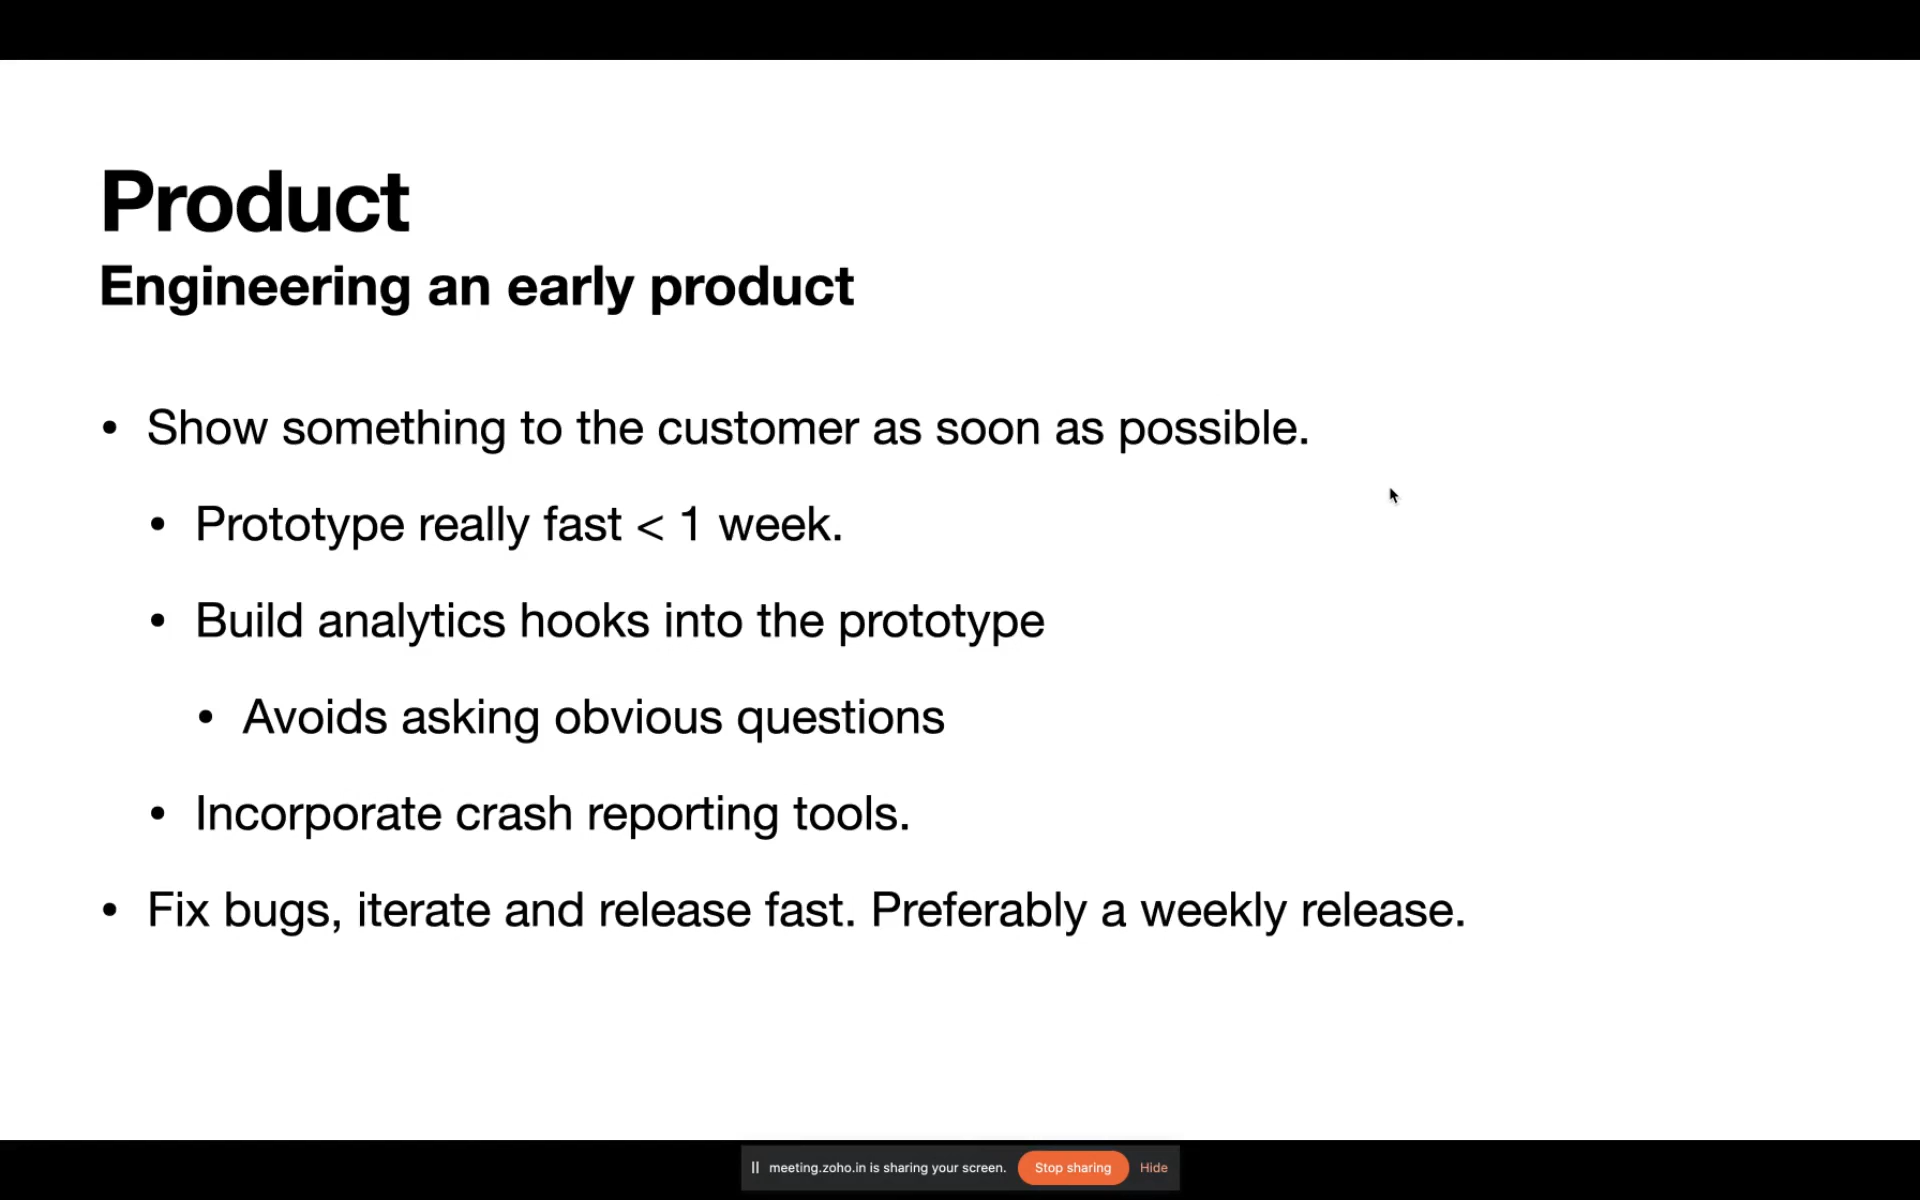 Product
Engineering an early product
• Show something to the customer as soon as possible.
• Prototype really fast < 1 week.
• Build analytics hooks into the prototype
• Avoids asking obvious questions
• Incorporate crash reporting tools.
• Fix bugs, iterate and release fast. Preferably a weekly release.
meeting.zoho.in is sharing your screen. Stop sharing Hide